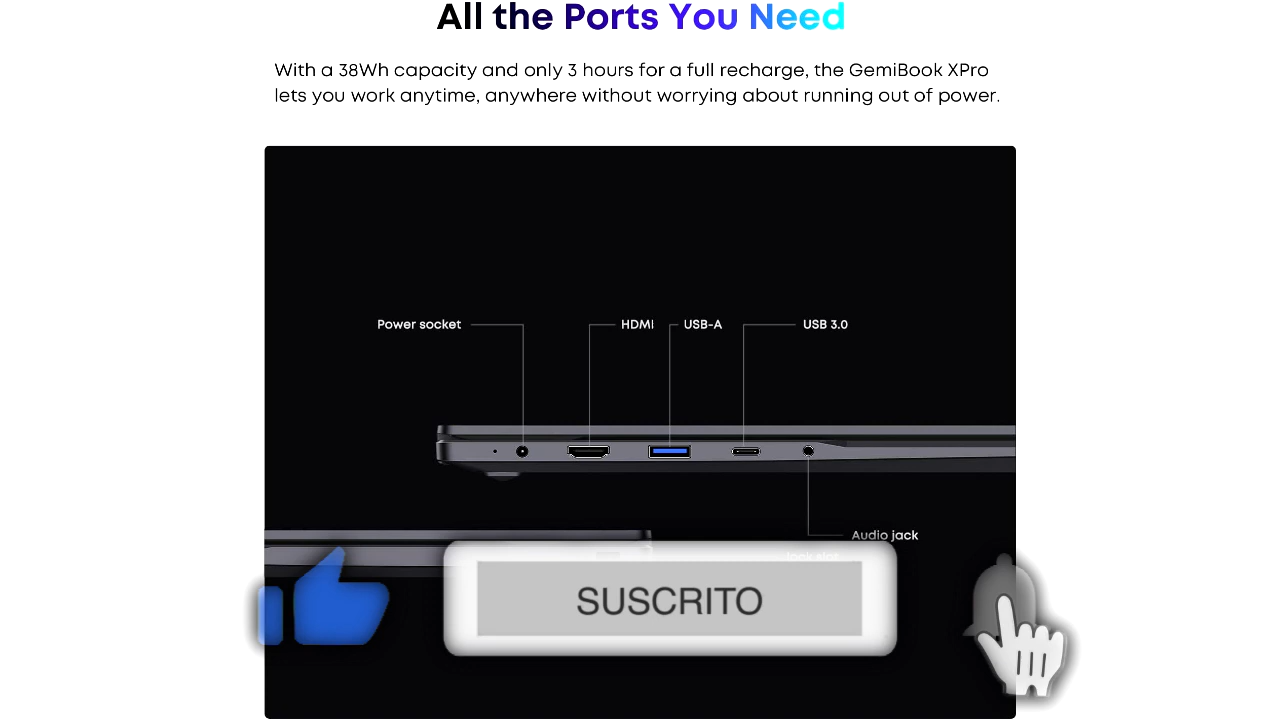 All the Ports You Need
With a 38Wh capacity and only 3 hours for a full recharge, the GemiBook XPro
lets you work anytime, anywhere without worrying about running out of power.
Power socket
HDMI
USB-A
USB 3.0
Audio jack
lock slot
SUSCRITO